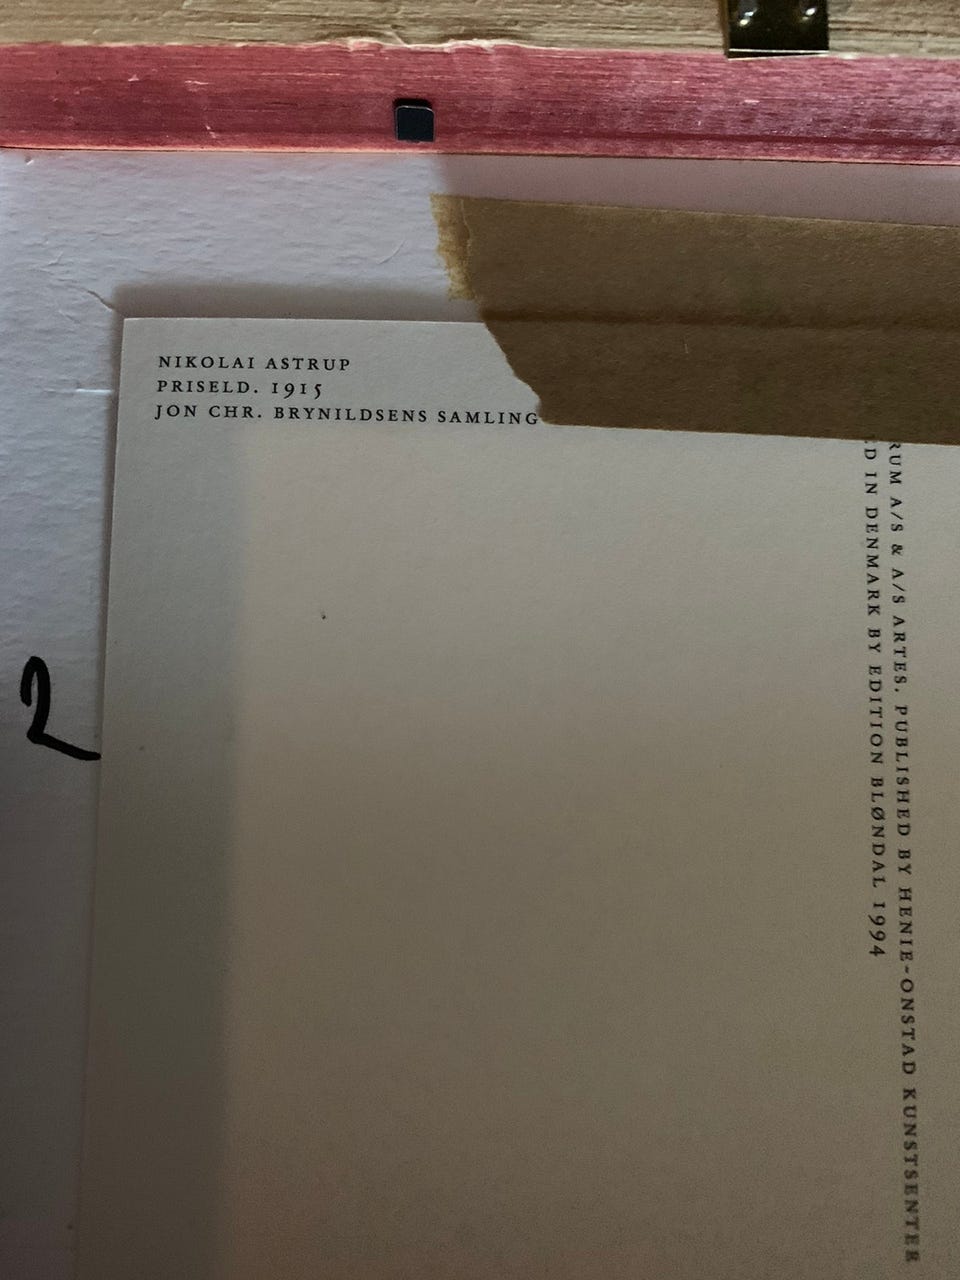 NIKOLAI ASTRUP
PRISELD. 1915
JON CHR. BRYNILDSENS SAMLING
RUM A/S & A/S ARTES. PUBLISHED BY HENIE-ONSTAD KUNSTSENTER
D IN DENMARK BY EDITION BLØNDAL 1994
2